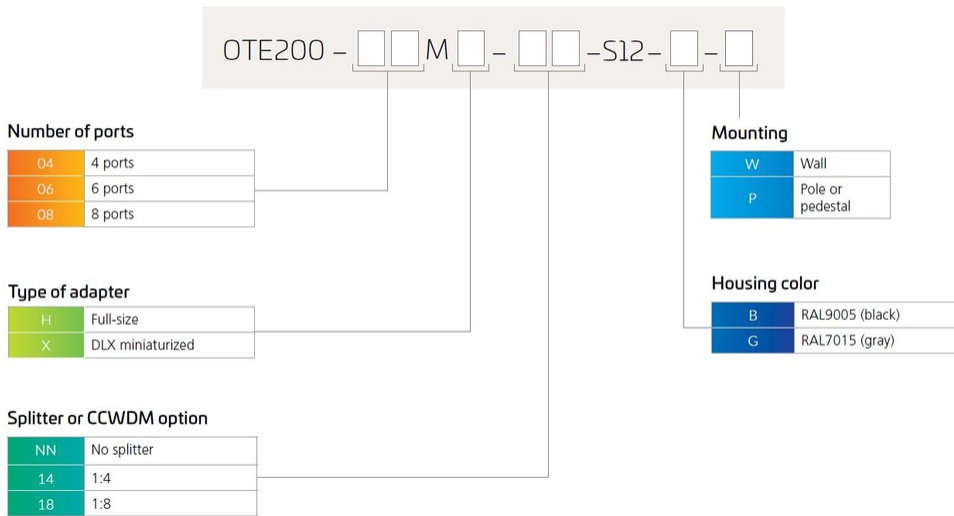 OTE200 – M – –S12– –
Number of ports
04 4 ports
06 6 ports
08 8 ports
Mounting
W Wall
P Pole or
pedestal
Type of adapter
H Full-size
X DLX miniaturized
Housing color
B RAL9005 (black)
G RAL7015 (gray)
Splitter or CCWDM option
NN No splitter
14 1:4
18 1:8